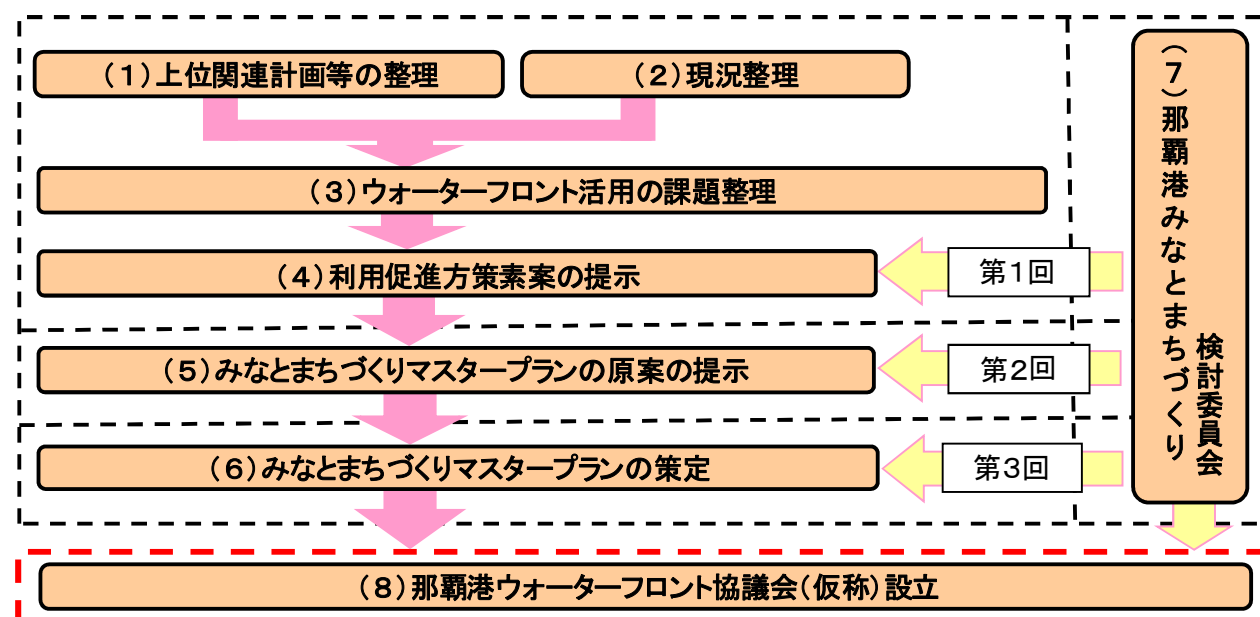 （１）上位関連計画等の整理
（２）現況整理
（３）ウォーターフロント活用の課題整理
（４）利用促進方策素案の提示
第１回
（５）みなとまちづくりマスタープランの原案の提示
第２回
（６）みなとまちづくりマスタープランの策定
第３回
（７）那覇港みなとまちづくり
検討委員会
（８）那覇港ウォーターフロント協議会（仮称）設立